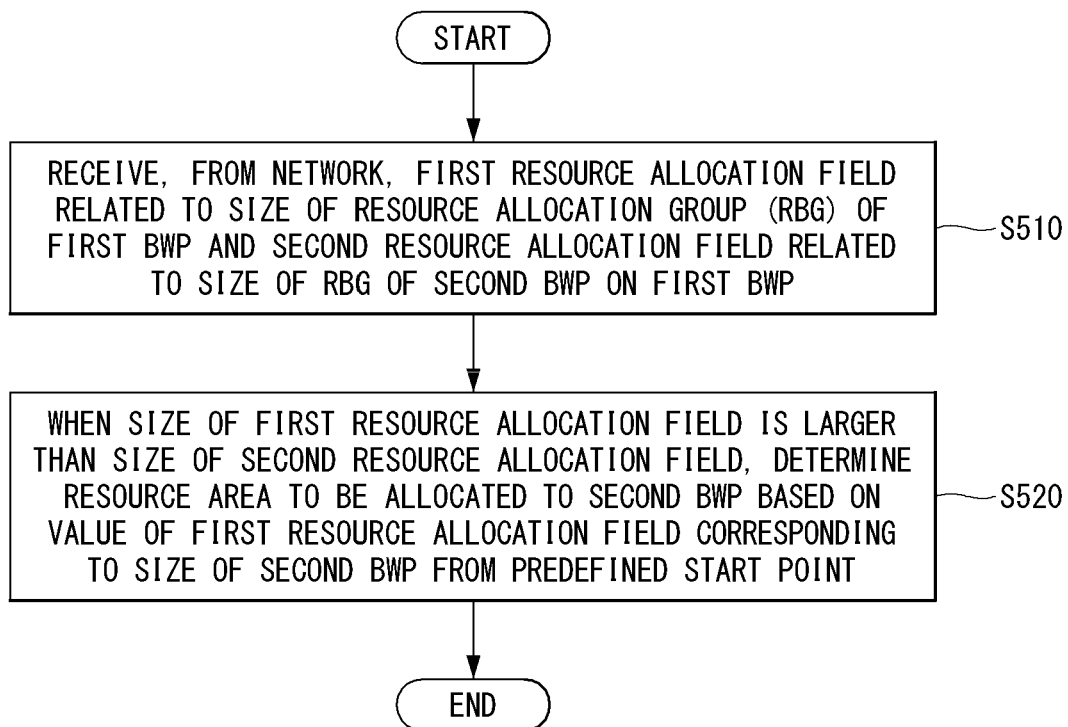 START
RECEIVE, FROM NETWORK, FIRST RESOURCE ALLOCATION FIELD
RELATED TO SIZE OF RESOURCE ALLOCATION GROUP (RBG) OF
FIRST BWP AND SECOND RESOURCE ALLOCATION FIELD RELATED
TO SIZE OF RBG OF SECOND BWP ON FIRST BWP
S510
WHEN SIZE OF FIRST RESOURCE ALLOCATION FIELD IS LARGER
THAN SIZE OF SECOND RESOURCE ALLOCATION FIELD, DETERMINE
RESOURCE AREA TO BE ALLOCATED TO SECOND BWP BASED ON
VALUE OF FIRST RESOURCE ALLOCATION FIELD CORRESPONDING
TO SIZE OF SECOND BWP FROM PREDEFINED START POINT
S520
END